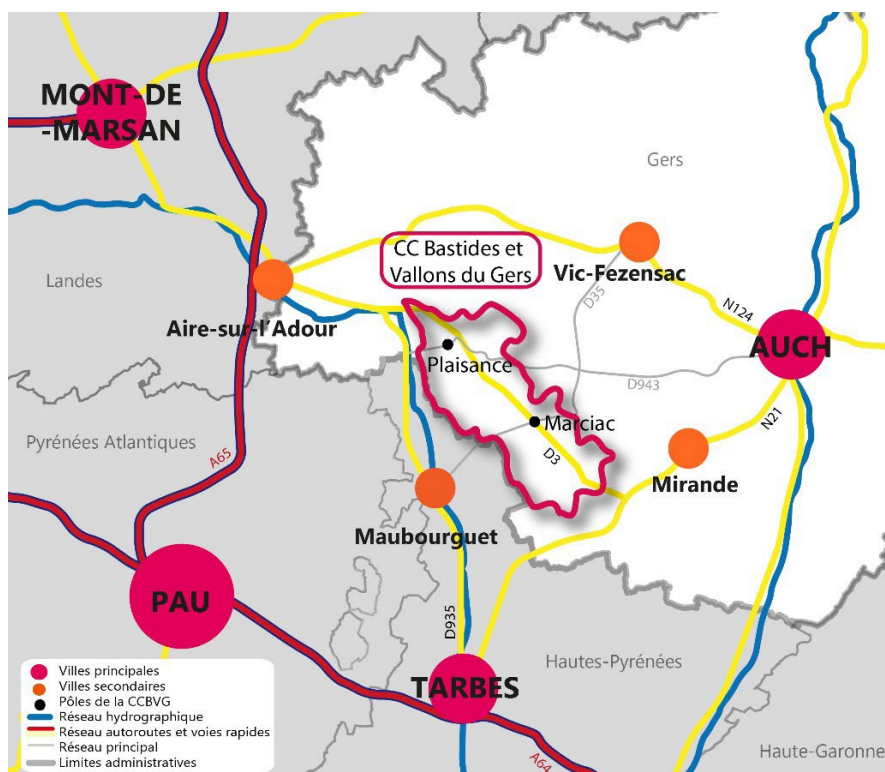 MONT-DE
-MARSAN
Gers
CC Bastides et
Vallons du Gers
Vic-Fezensac
Landes
D35
Aire-sur-l'Adour
N124
AUCH
Plaisance
D943
Marciac
N21
Pyrénées Atlantiques
A65
D3
Mirande
Maubourguet
PAU
D935
Hautes-Pyrénées
TARBES
A64
Haute-Garonne
Villes principales
Villes secondaires
Pôles de la CCBVG
Réseau hydrographique
Réseau autoroutes et voies rapides
Réseau principal
Limites administratives